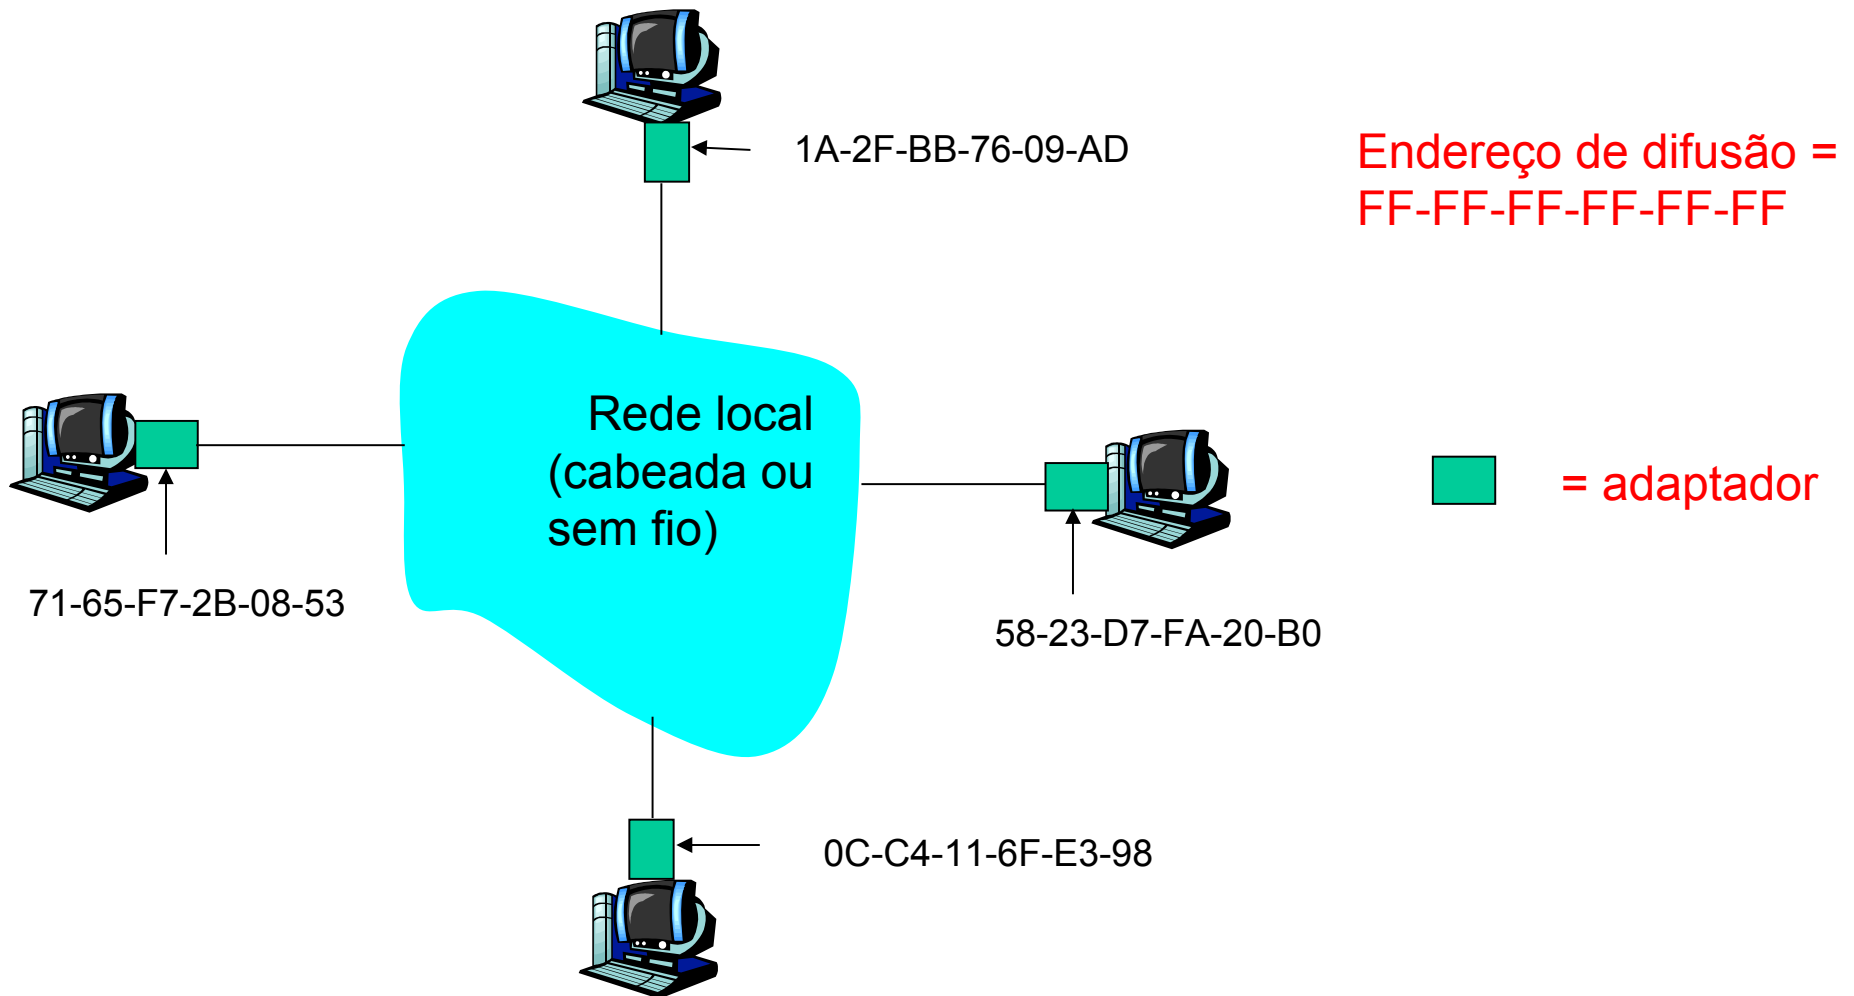 1A-2F-BB-76-09-AD
Endereço de difusão =
FF-FF-FF-FF-FF-FF
Rede local
(cabeada ou
sem fio)
= adaptador
71-65-F7-2B-08-53
58-23-D7-FA-20-B0
0C-C4-11-6F-E3-98